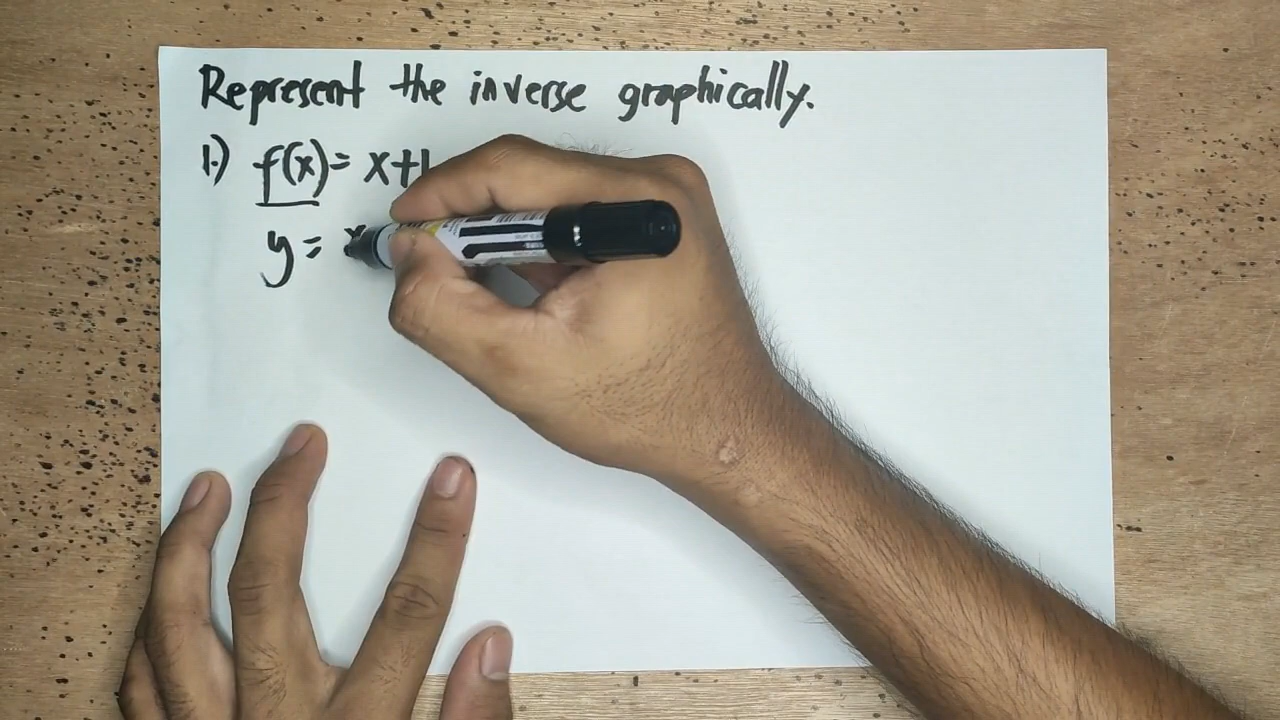 Represent the inverse graphically.
1.) f(x) = x+1
y = x